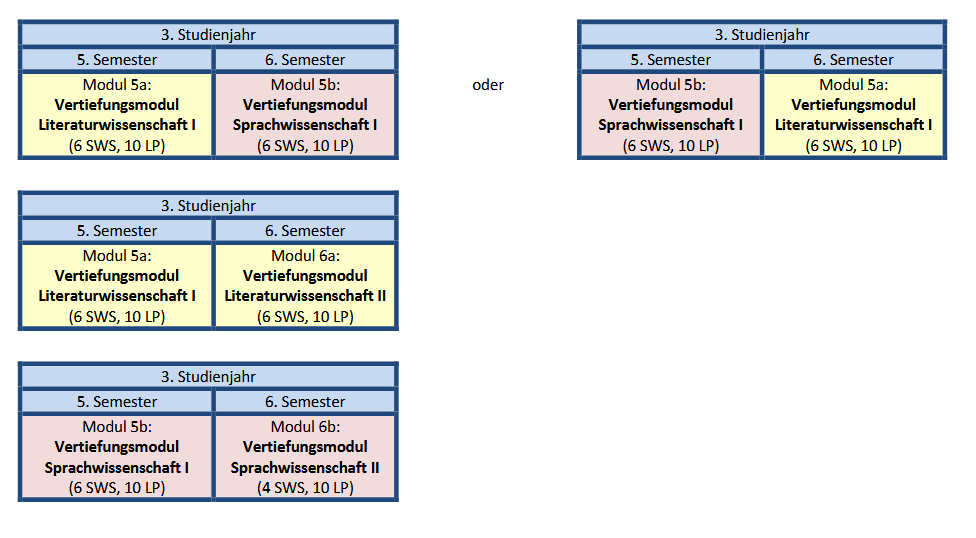 3. Studienjahr
5. Semester 6. Semester
Modul 5a: Modul 5b:
Vertiefungsmodul Vertiefungsmodul
Literaturwissenschaft I Sprachwissenschaft I
(6 SWS, 10 LP) (6 SWS, 10 LP)
oder
3. Studienjahr
5. Semester 6. Semester
Modul 5b: Modul 5a:
Vertiefungsmodul Vertiefungsmodul
Sprachwissenschaft I Literaturwissenschaft I
(6 SWS, 10 LP) (6 SWS, 10 LP)
3. Studienjahr
5. Semester 6. Semester
Modul 5a: Modul 6a:
Vertiefungsmodul Vertiefungsmodul
Literaturwissenschaft I Literaturwissenschaft II
(6 SWS, 10 LP) (6 SWS, 10 LP)
3. Studienjahr
5. Semester 6. Semester
Modul 5b: Modul 6b:
Vertiefungsmodul Vertiefungsmodul
Sprachwissenschaft I Sprachwissenschaft II
(6 SWS, 10 LP) (4 SWS, 10 LP)